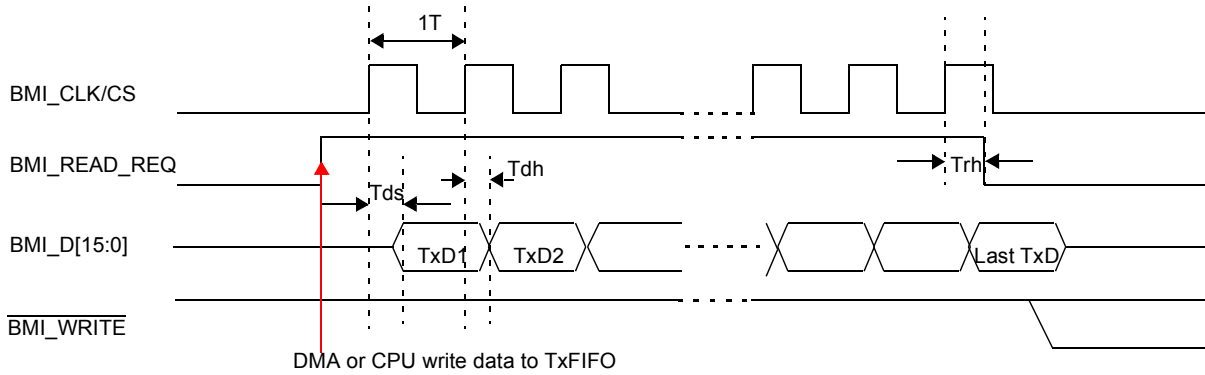 1T
BMI_CLK/CS
BMI_READ_REQ
Tdh
Trh
Tds
BMI_D[15:0]
TxD1
TxD2
Last TxD
BMI_WRITE
DMA or CPU write data to TxFIFO